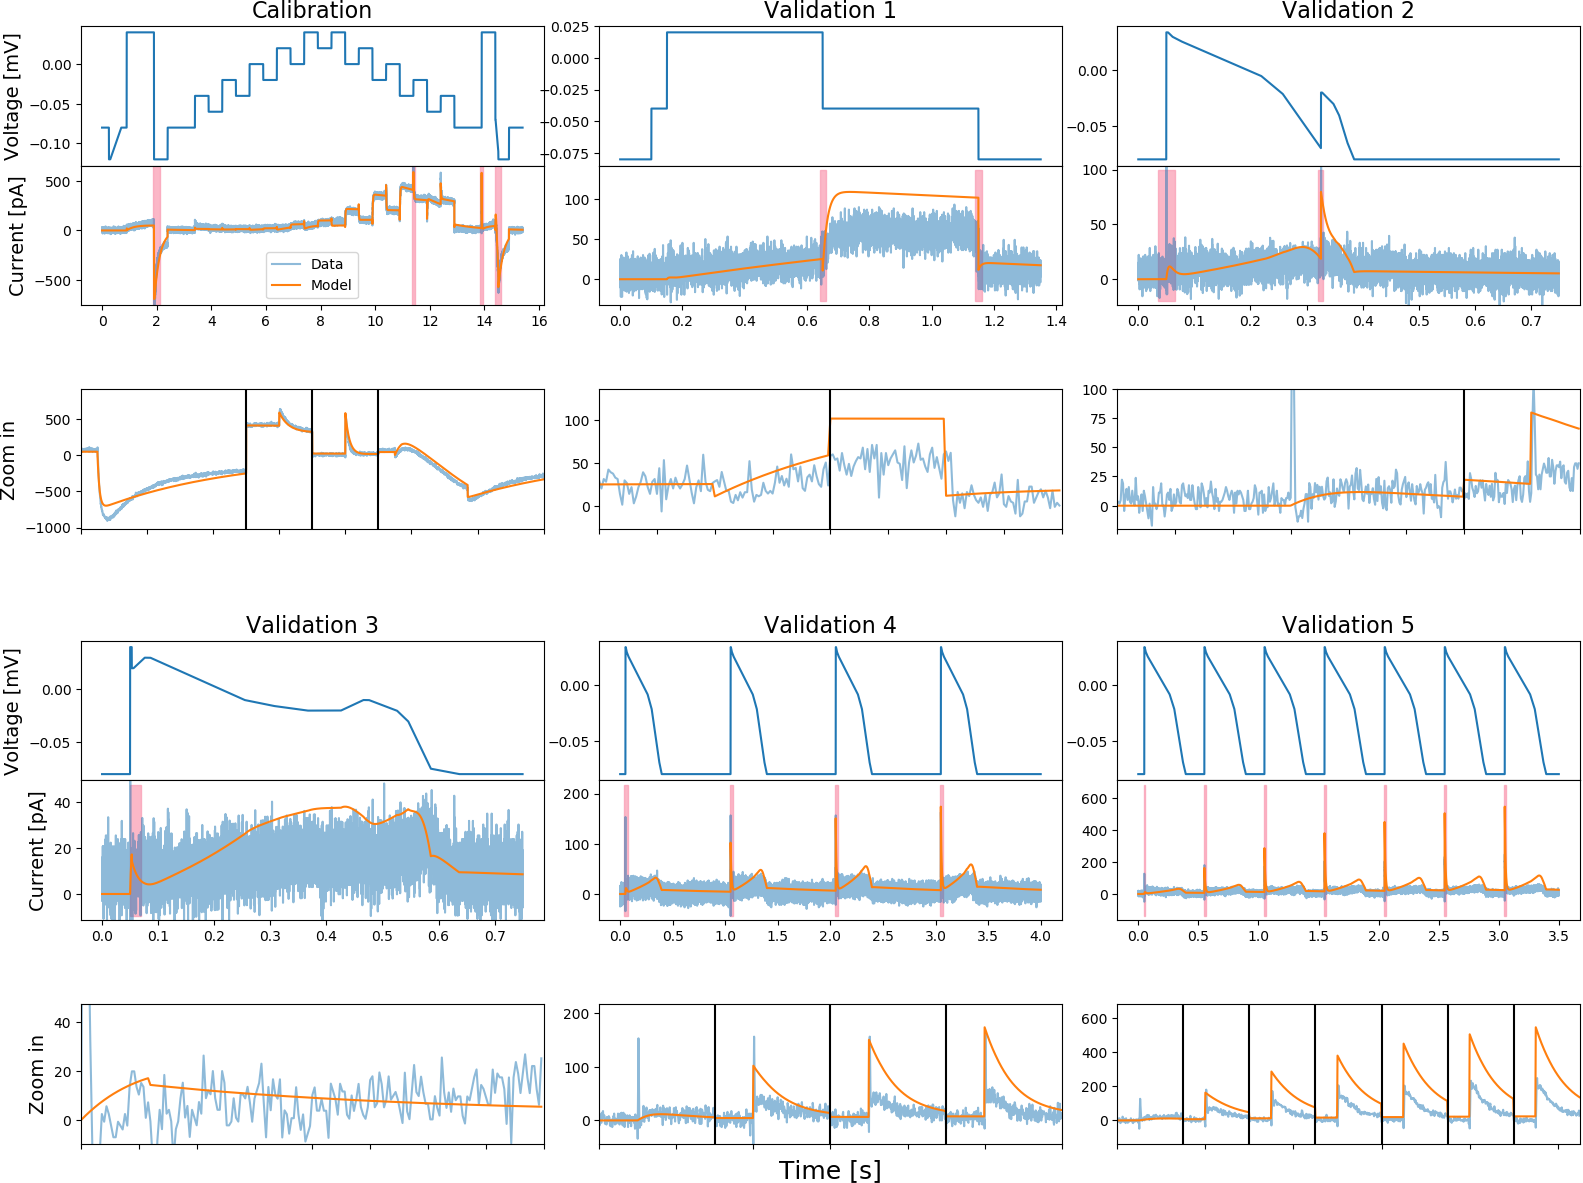 Calibration
Validation 1
Validation 2
Voltage [mV]
0.00
−0.05
−0.10
0.025
0.000
−0.025
−0.050
−0.075
0.00
−0.05
Current [pA]
500
0
−500
Data
Model
100
50
0
100
50
0
0 2 4 6 8 10 12 14 16
0.0 0.2 0.4 0.6 0.8 1.0 1.2 1.4
0.0 0.1 0.2 0.3 0.4 0.5 0.6 0.7
Zoom in
500
0
−500
−1000
100
50
0
100
75
50
25
0
Validation 3
Validation 4
Validation 5
Voltage [mV]
0.00
−0.05
0.00
−0.05
0.00
−0.05
Current [pA]
40
20
0
200
100
0
600
400
200
0
0.0 0.1 0.2 0.3 0.4 0.5 0.6 0.7
0.0 0.5 1.0 1.5 2.0 2.5 3.0 3.5 4.0
0.0 0.5 1.0 1.5 2.0 2.5 3.0 3.5
Zoom in
40
20
0
200
100
0
600
400
200
0
Time [s]